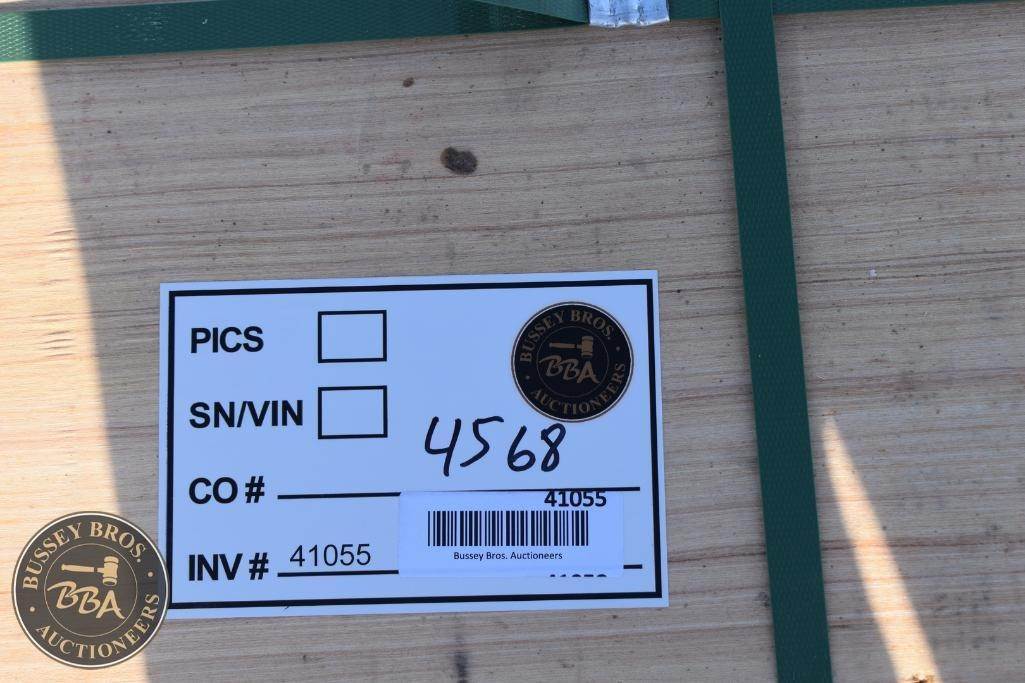 PICS
BUSSEY BROS.
BBA
AUCTIONEERS
SN/VIN
4568
CO #
41055
Bussey Bros. Auctioneers
INV # 41055
BUSSEY BROS.
BBA
AUCTIONEERS